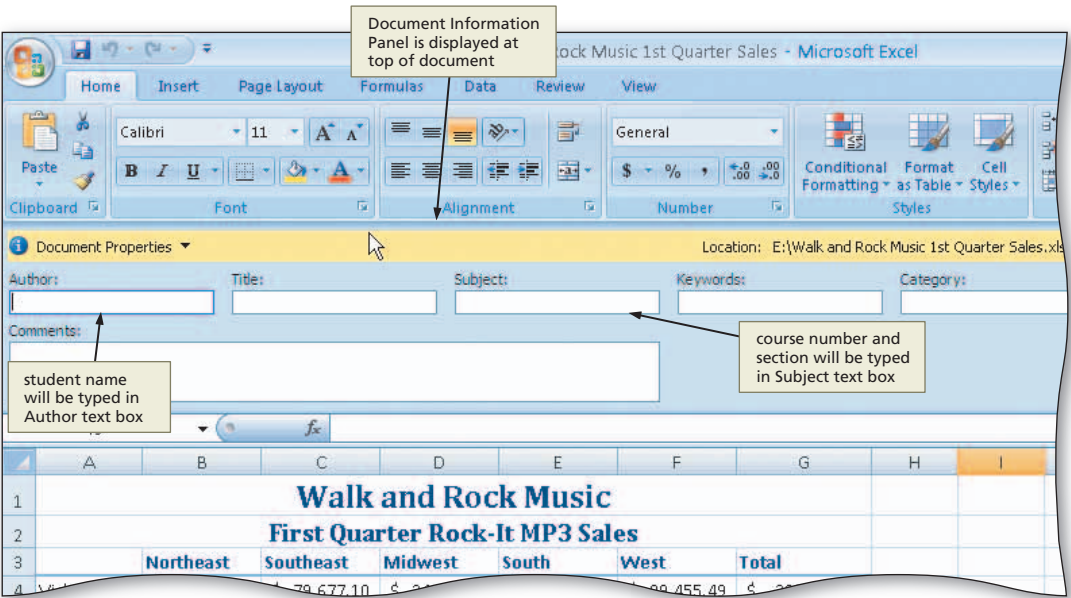 Document Information
Panel is displayed at
top of document
Rock Music 1st Quarter Sales - Microsoft Excel
Home Insert Page Layout Formulas Data Review View
Calibri 11 A A General
Paste B I U A $ % , .0 .00 .00 .0 Conditional Formatting Format as Table Cell Styles
Clipboard Font Alignment Number Styles
Document Properties Location: E:\Walk and Rock Music 1st Quarter Sales.xls
Author: Title: Subject: Keywords: Category:
Comments:
student name
will be typed in
Author text box
course number and
section will be typed
in Subject text box
fx
A B C D E F G H I
1 Walk and Rock Music
2 First Quarter Rock-It MP3 Sales
3 Northeast Southeast Midwest South West Total
4 $ 79,677.10 $ 99,455.49 $